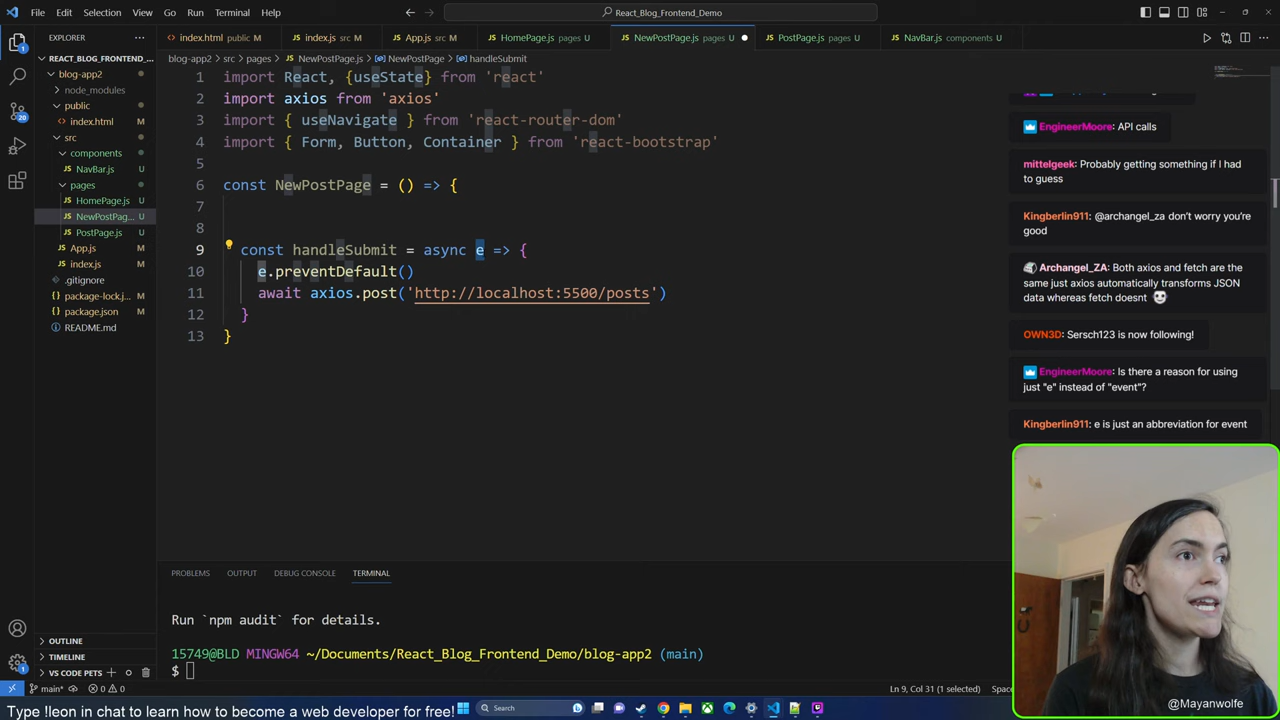 File Edit Selection View Go Run Terminal Help
React_Blog_Frontend_Demo
EXPLORER
index.html public M
index.js src M
App.js src M
HomePage.js pages U
NewPostPage.js pages U
PostPage.js pages U
NavBar.js components U
REACT_BLOG_FRONTEND_...
blog-app2 > src > pages > NewPostPage.js > NewPostPage > handleSubmit
blog-app2
node_modules
public
index.html M
src
components
NavBar.js U
pages
HomePage.js U
NewPostPag... U
PostPage.js U
App.js M
index.js M
.gitignore
package-lock.j... M
package.json M
README.md
1 import React, {useState} from 'react'
2 import axios from 'axios'
3 import { useNavigate } from 'react-router-dom'
4 import { Form, Button, Container } from 'react-bootstrap'
5
6 const NewPostPage = () => {
7
8
9 const handleSubmit = async e => {
10 e.preventDefault()
11 await axios.post('http://localhost:5500/posts')
12 }
13 }
EngineerMoore: API calls
mittelgeek: Probably getting something if I had
to guess
Kingberlin911: @archangel_za don't worry you're
good
Archangel_ZA: Both axios and fetch are the
same just axios automatically transforms JSON
data whereas fetch doesnt
OWN3D: Sersch123 is now following!
EngineerMoore: Is there a reason for using
just "e" instead of "event"?
Kingberlin911: e is just an abbreviation for event
PROBLEMS OUTPUT DEBUG CONSOLE TERMINAL
Run `npm audit` for details.
15749@BLD MINGW64 ~/Documents/React_Blog_Frontend_Demo/blog-app2 (main)
$
OUTLINE
TIMELINE
VS CODE PETS
main* 0 0
Ln 9, Col 31 (1 selected)
20
1
1
@Mayanwolfe
Type !leon in chat to learn how to become a web developer for free!
Search